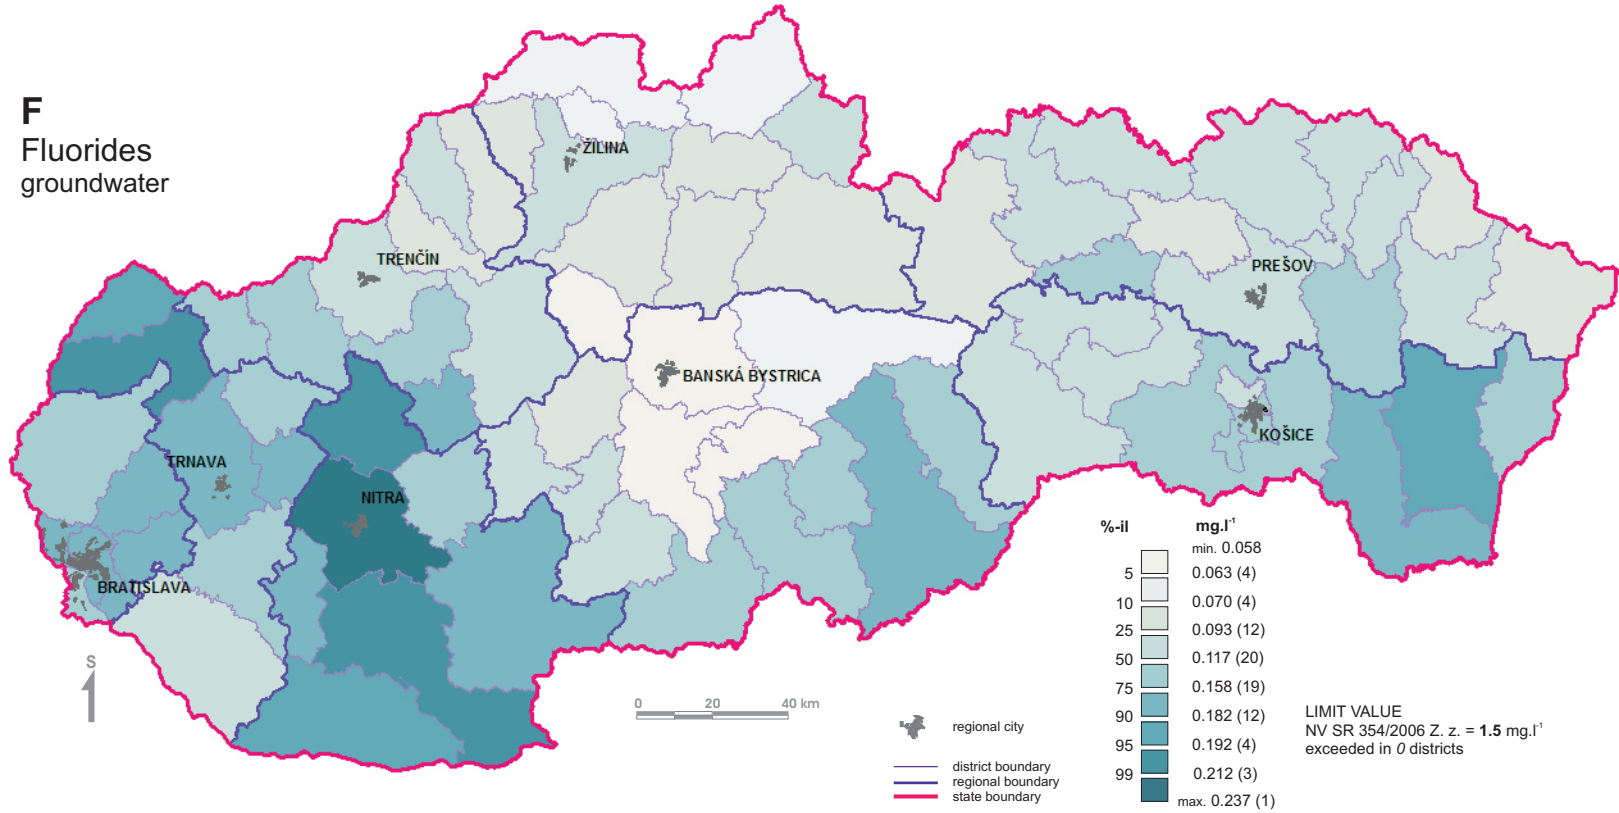 F
Fluorides
groundwater
ŽILINA
TRENČÍN
PREŠOV
BANSKÁ BYSTRICA
KOŠICE
TRNAVA
NITRA
BRATISLAVA
S
0 20 40 km
regional city
district boundary
regional boundary
state boundary
%-il mg.l⁻¹
min. 0.058
5 0.063 (4)
10 0.070 (4)
25 0.093 (12)
50 0.117 (20)
75 0.158 (19)
90 0.182 (12)
95 0.192 (4)
99 0.212 (3)
max. 0.237 (1)
LIMIT VALUE
NV SR 354/2006 Z. z. = 1.5 mg.l⁻¹
exceeded in 0 districts